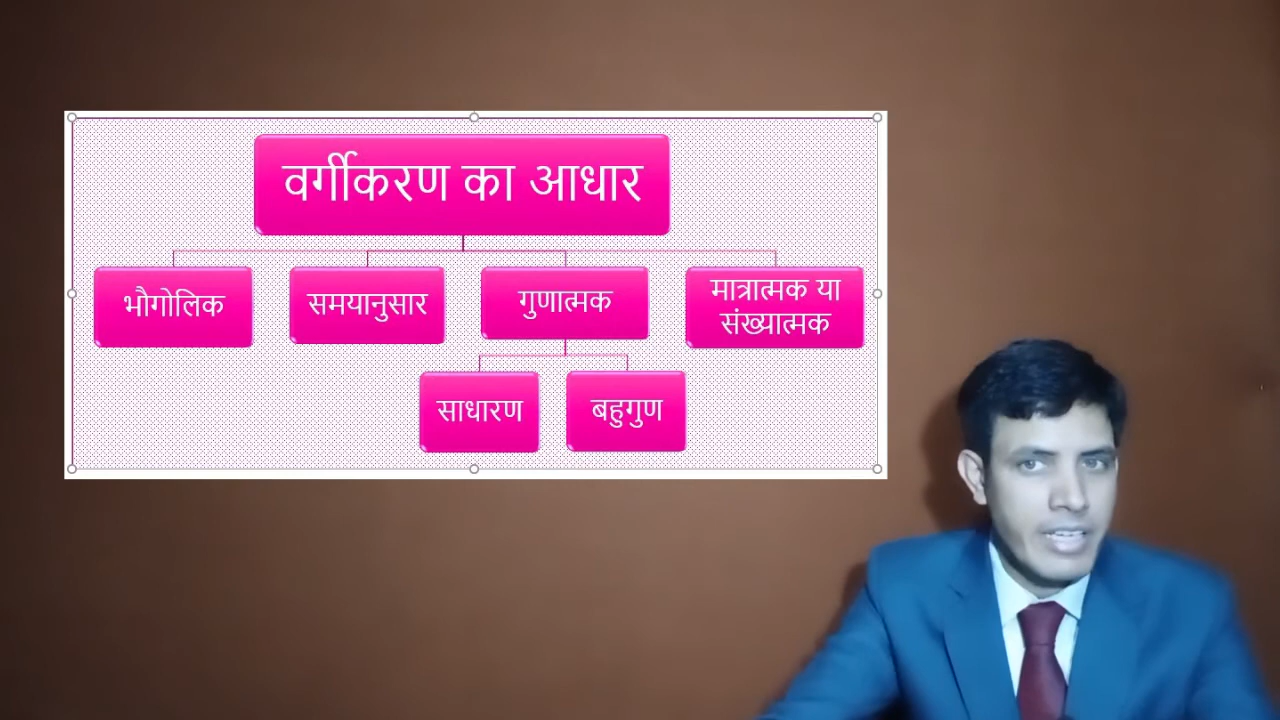 वर्गीकरण का आधार
भौगोलिक
समयानुसार
गुणात्मक
मात्रात्मक या
संख्यात्मक
साधारण
बहुगुण